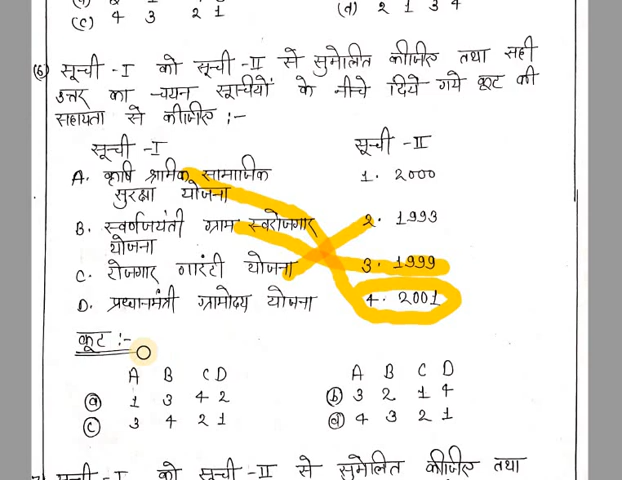 (c) 4 3 2 1 (d) 2 1 3 4
(6) सूची -I को सूची -II से सुमेलित कीजिए तथा सही
उत्तर का चयन सूचियों के नीचे दिये गये कूट की
सहायता से कीजिए :-
सूची -I सूची -II
A. कृषि श्रामिक सामाजिक 1. 2000
सुरक्षा योजना
B. स्वर्णजयंती ग्राम स्वरोजगार 2. 1993
योजना
C. रोजगार गारंटी योजना 3. 1999
D. प्रधानमंत्री ग्रामोदय योजना 4. 2001
कूट :-
A B C D A B C D
(a) 1 3 4 2 (b) 3 2 1 4
(c) 3 4 2 1 (d) 4 3 2 1
सूची -I को सूची -II से सुमेलित कीजिए तथा